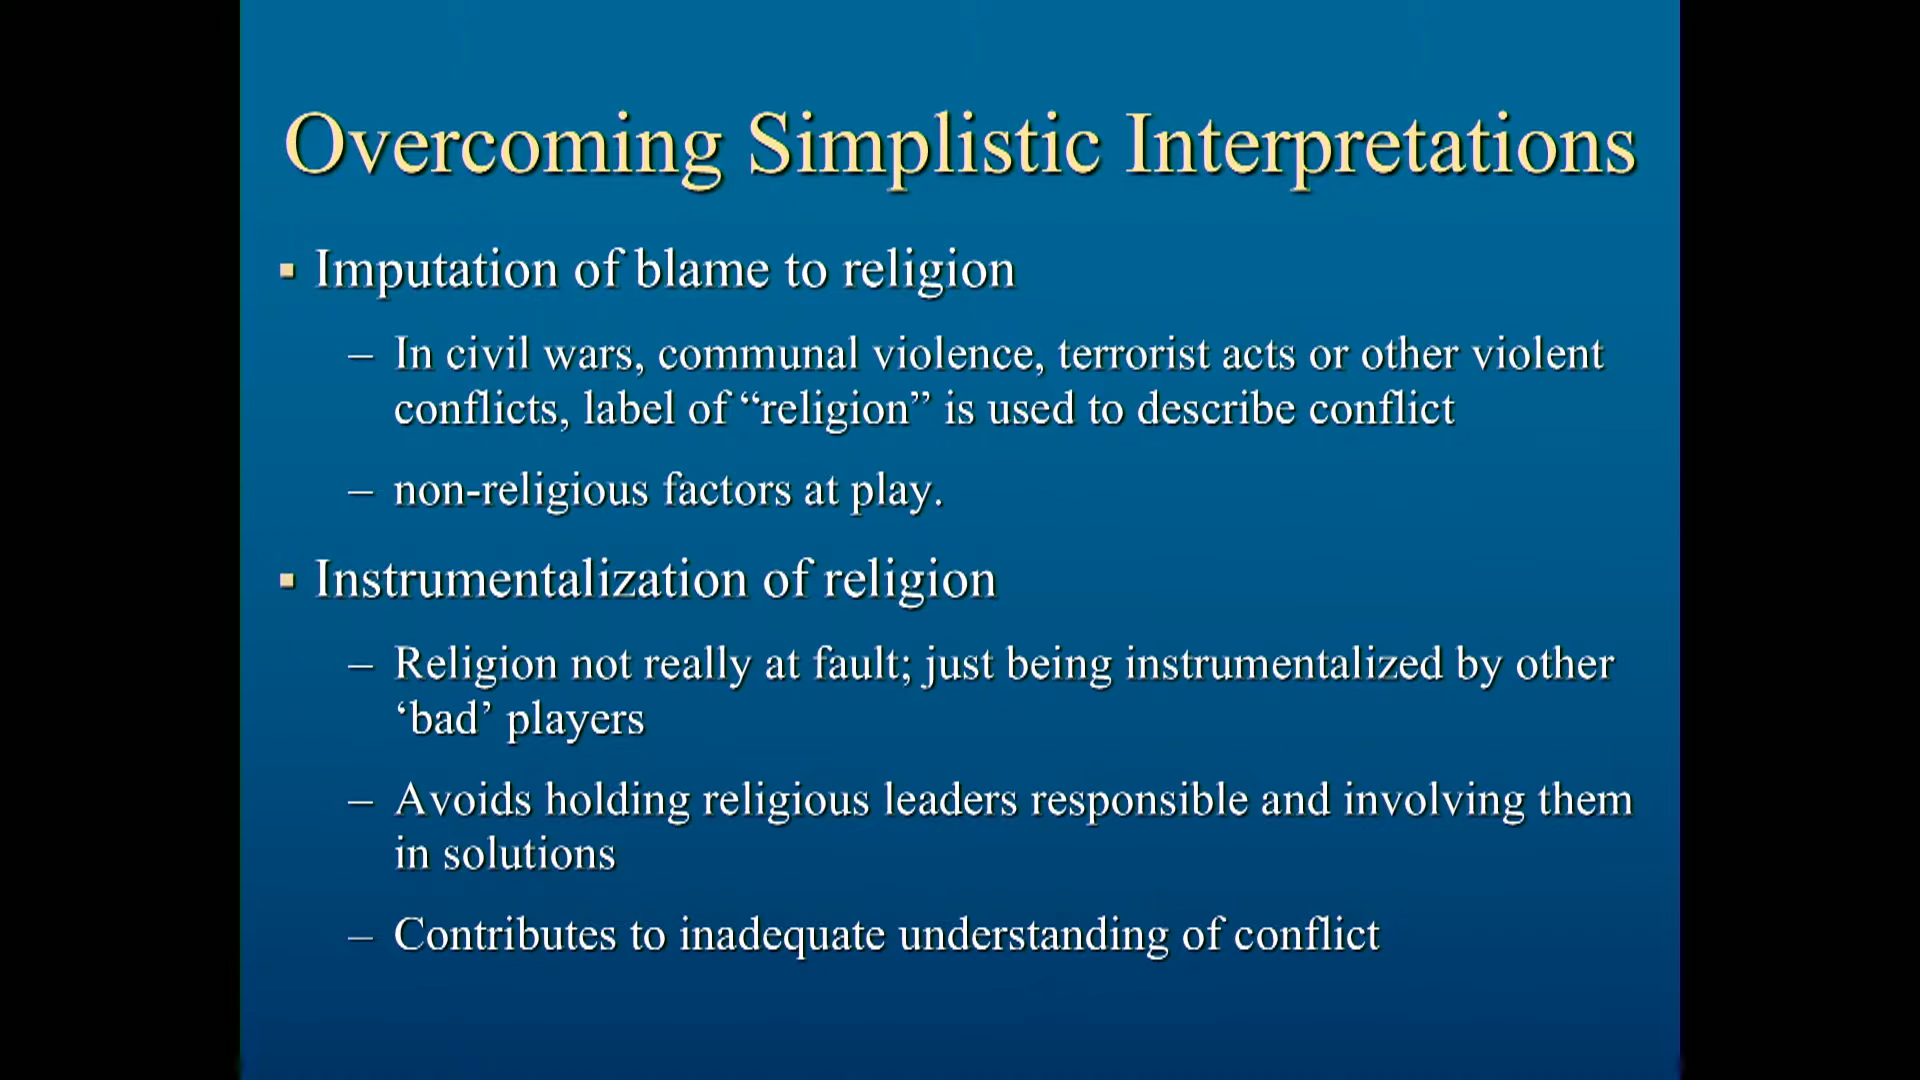 Overcoming Simplistic Interpretations
▪ Imputation of blame to religion
– In civil wars, communal violence, terrorist acts or other violent
conflicts, label of “religion” is used to describe conflict
– non-religious factors at play.
▪ Instrumentalization of religion
– Religion not really at fault; just being instrumentalized by other
‘bad’ players
– Avoids holding religious leaders responsible and involving them
in solutions
– Contributes to inadequate understanding of conflict